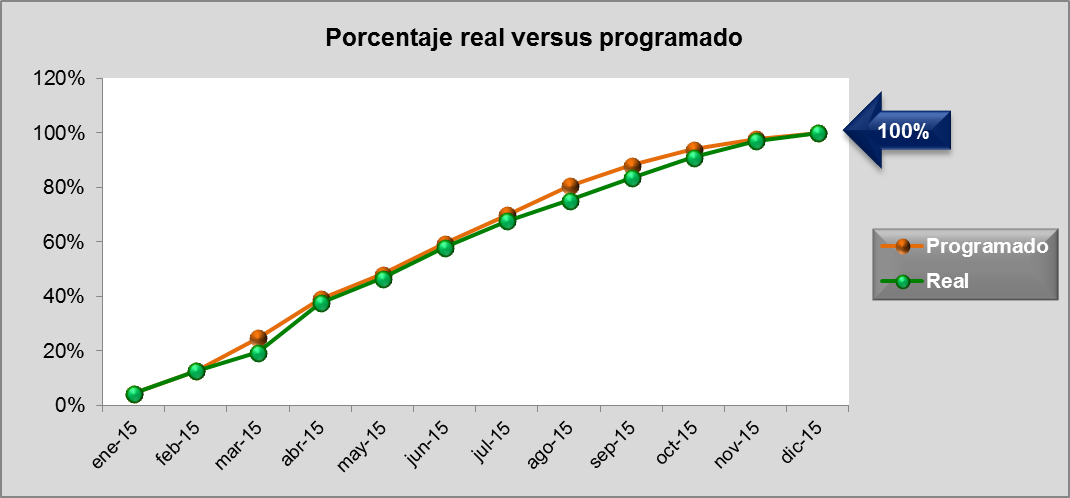 Porcentaje real versus programado
120%
100%
80%
60%
40%
20%
0%
ene-15
feb-15
mar-15
abr-15
may-15
jun-15
jul-15
ago-15
sep-15
oct-15
nov-15
dic-15
100%
Programado
Real